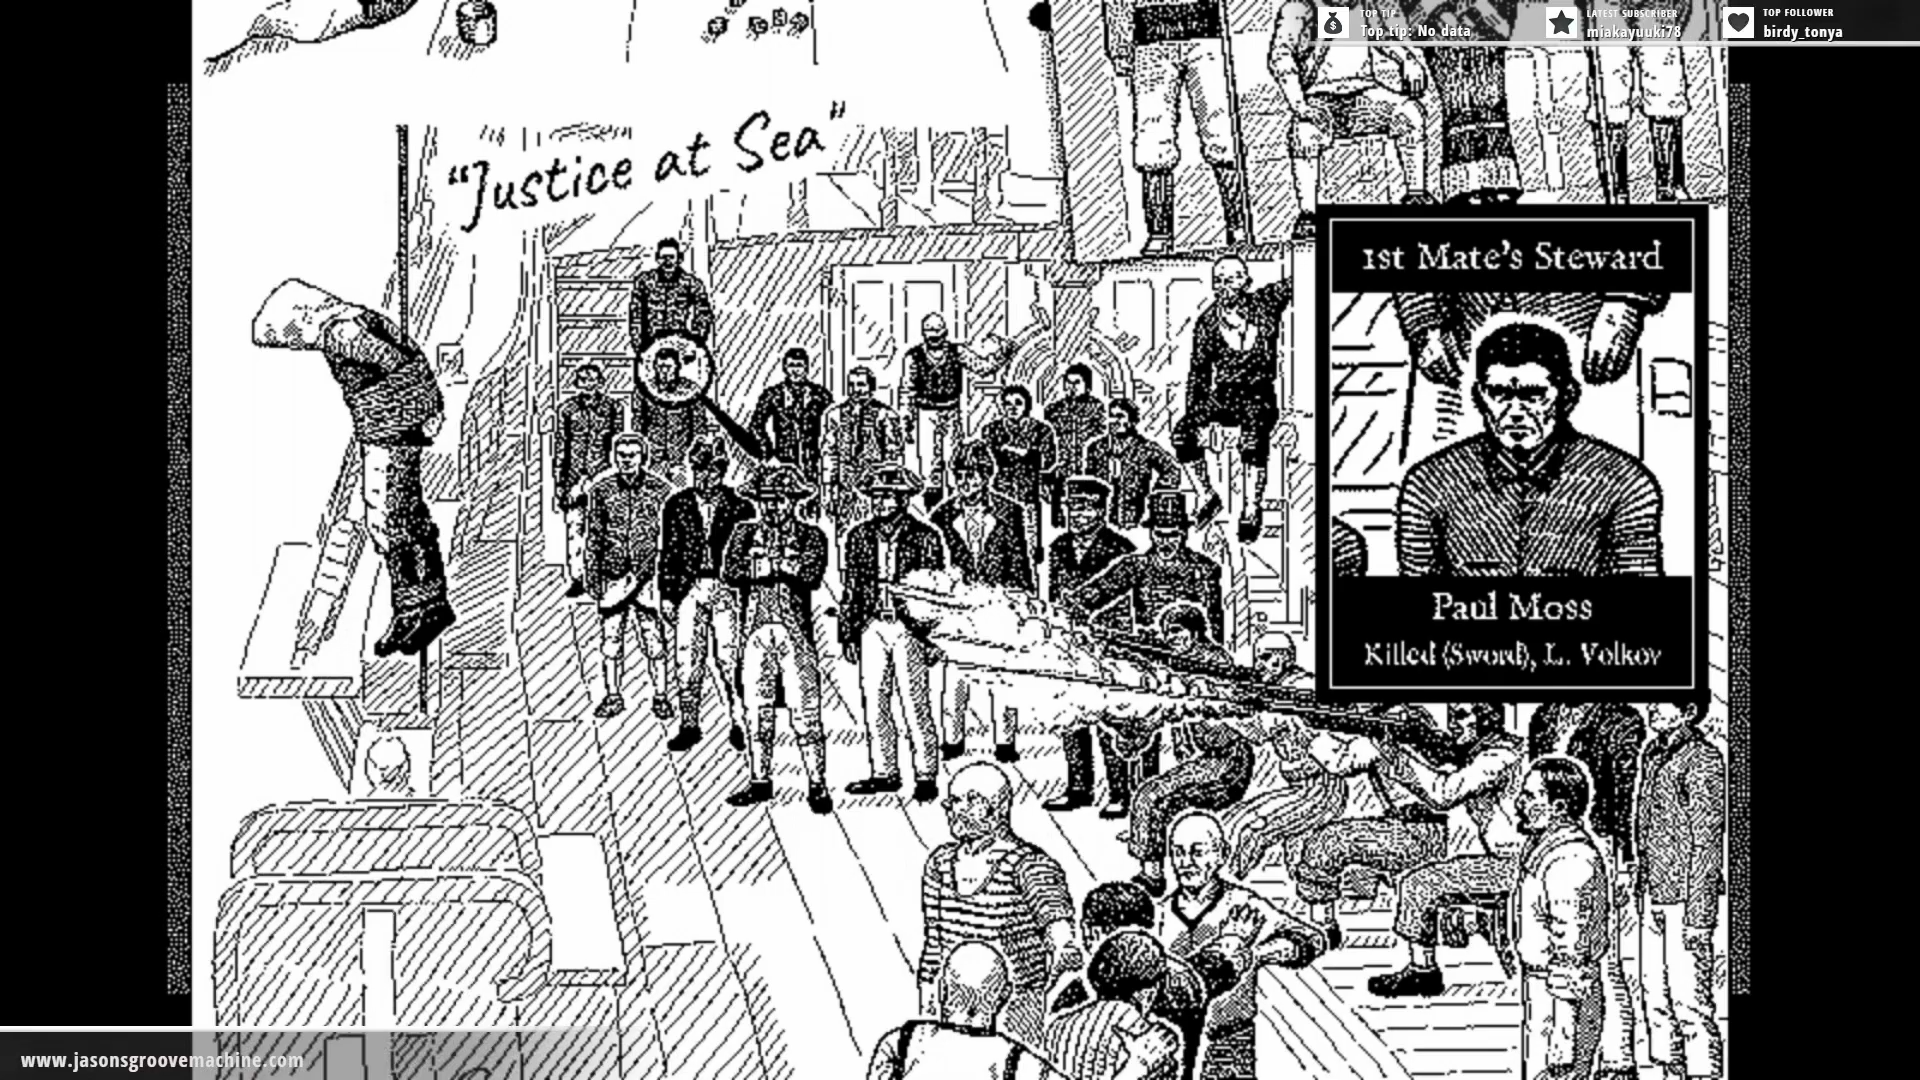 TOP TIP
Top tip: No data
LATEST SUBSCRIBER
miakayuuki78
TOP FOLLOWER
birdy_tonya
"Justice at Sea"
1st Mate's Steward
Paul Moss
Killed (Sword), L. Volkov
www.jasonsgroovemachine.com